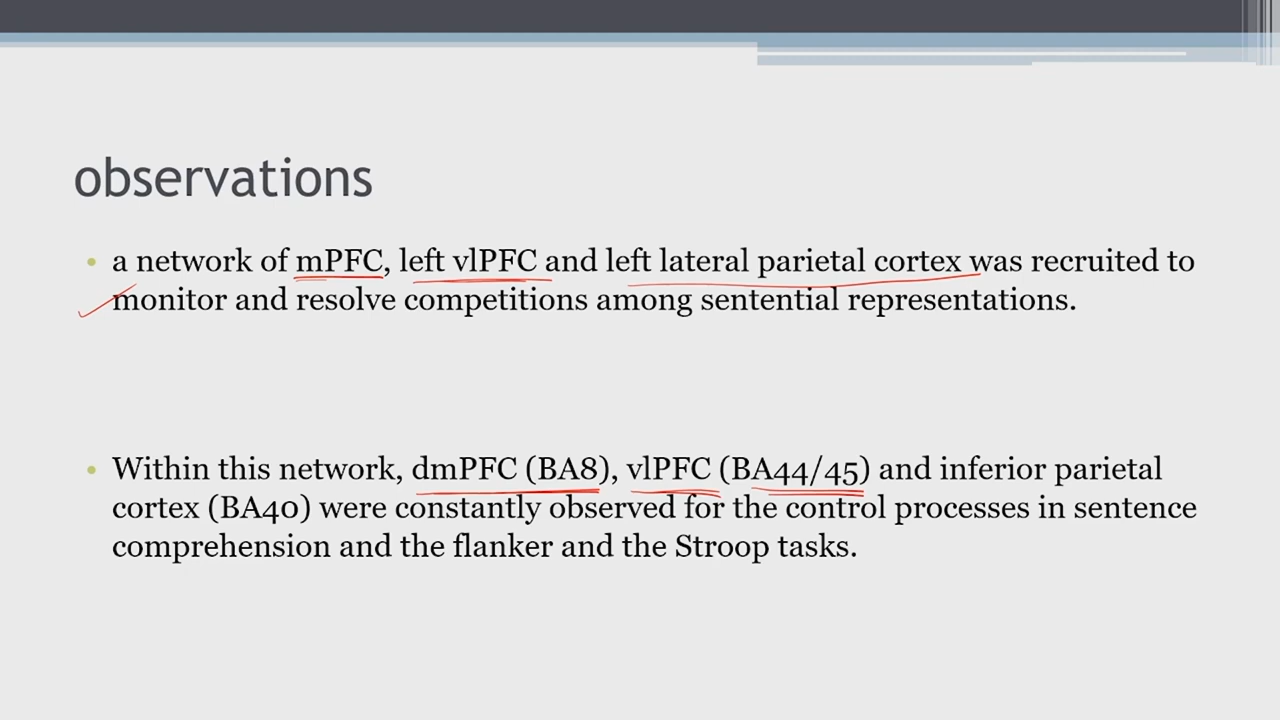 observations
• a network of mPFC, left vlPFC and left lateral parietal cortex was recruited to
monitor and resolve competitions among sentential representations.
• Within this network, dmPFC (BA8), vlPFC (BA44/45) and inferior parietal
cortex (BA40) were constantly observed for the control processes in sentence
comprehension and the flanker and the Stroop tasks.